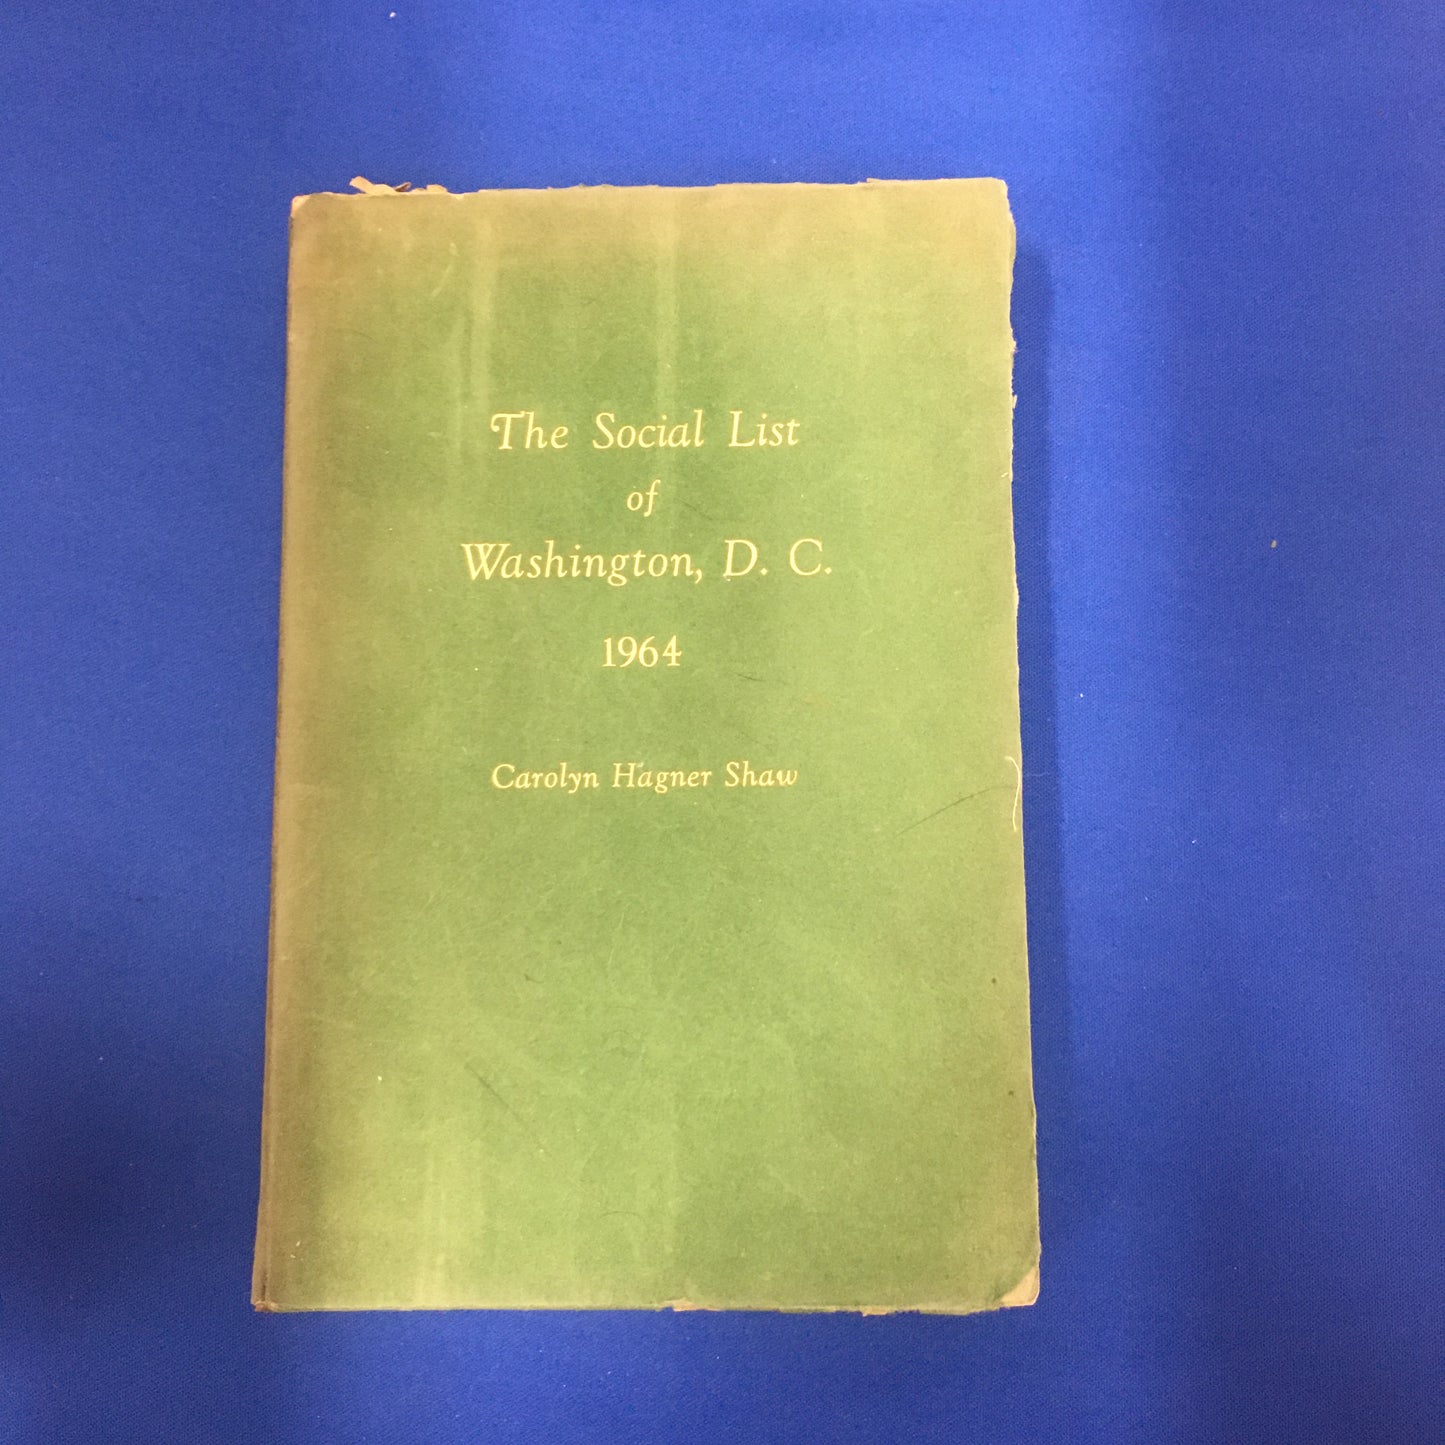 The Social List
of
Washington, D. C.
1964
Carolyn Hagner Shaw